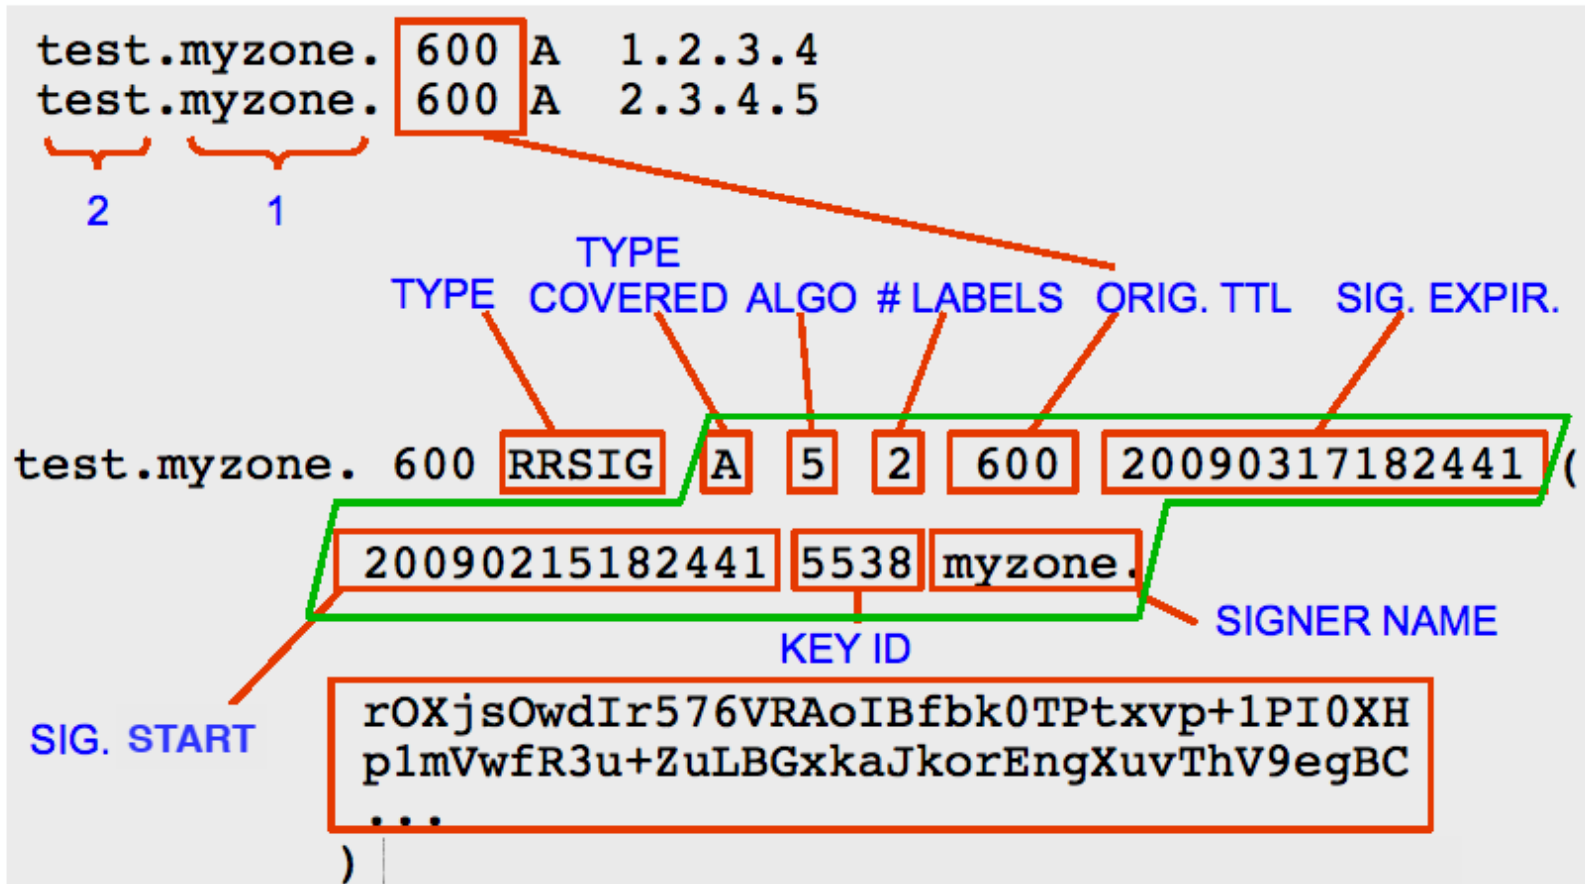 test.myzone. 600 A 1.2.3.4
test.myzone. 600 A 2.3.4.5
2 1
TYPE
TYPE COVERED ALGO # LABELS ORIG. TTL SIG. EXPIR.
test.myzone. 600 RRSIG A 5 2 600 20090317182441 (
20090215182441 5538 myzone.
SIGNER NAME
KEY ID
SIG. START
rOXjsOwdIr576VRAoIBfbk0TPtxvp+1PI0XH
p1mVwfR3u+ZuLBGxkaJkorEngXuvThV9egBC
...
)